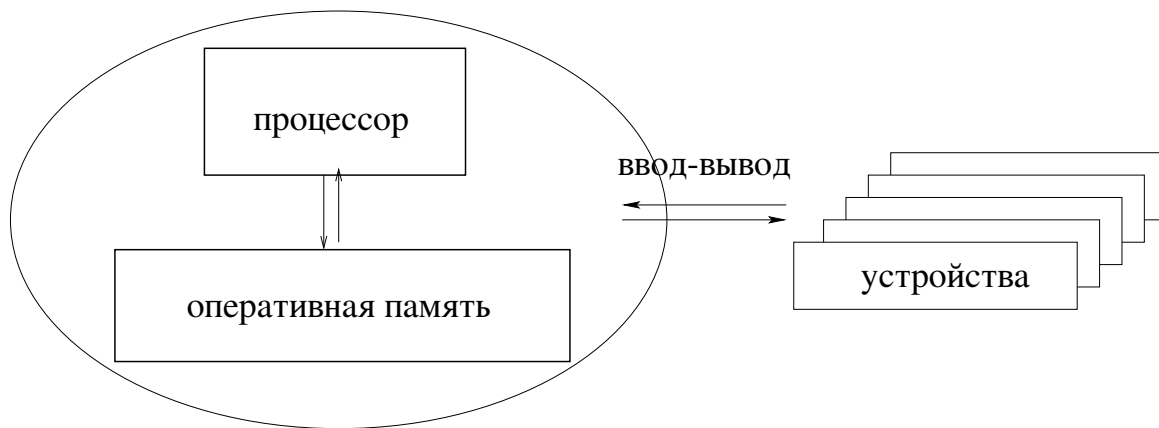 процессор
ввод-вывод
устройства
оперативная память